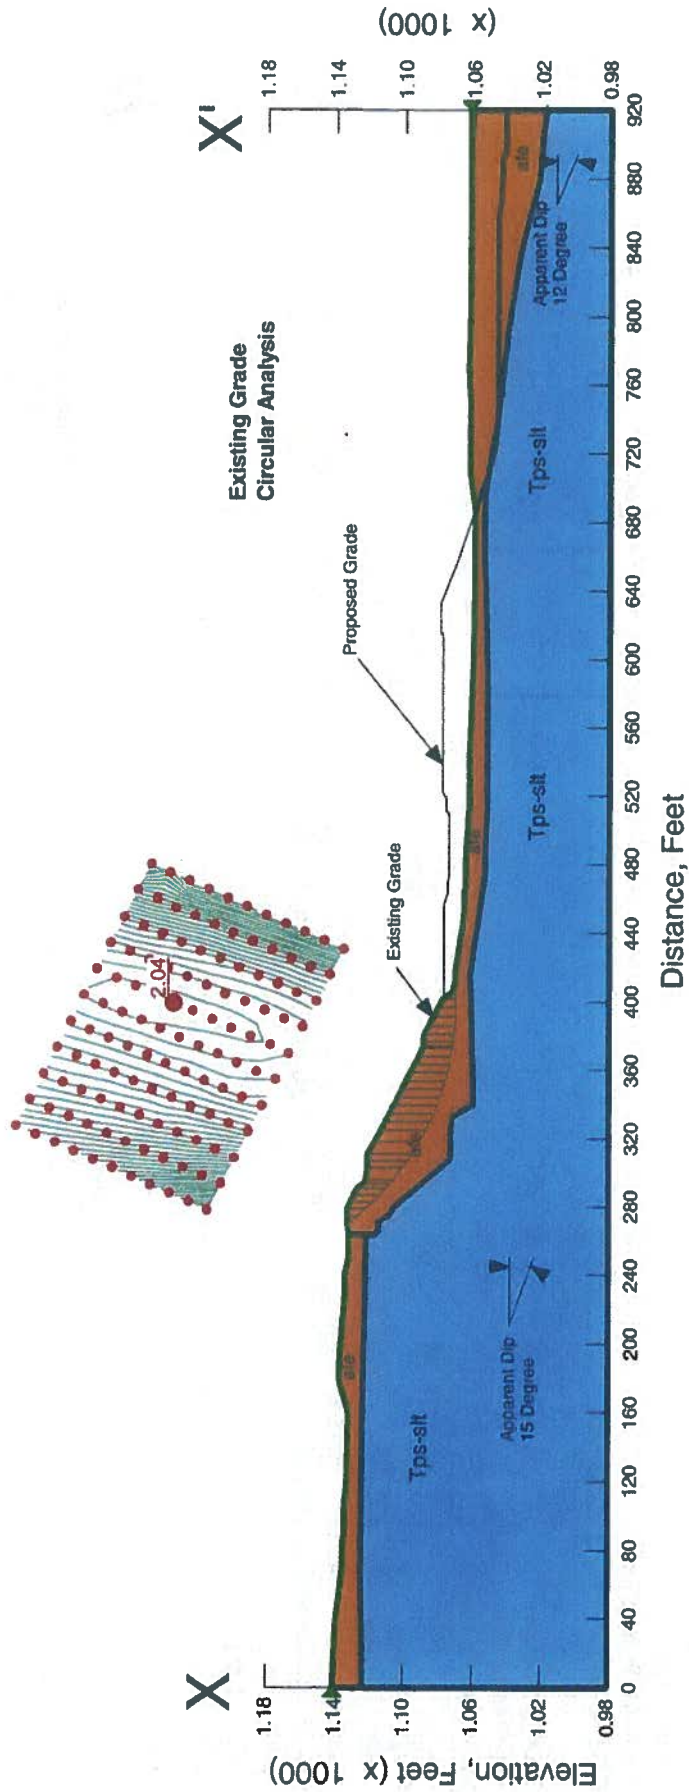 X
X'
Existing Grade
Circular Analysis
2.04
Proposed Grade
Existing Grade
Elevation, Feet (x 1000)
1.18
1.14
1.10
1.06
1.02
0.98
(x 1000)
1.18
1.14
1.10
1.06
1.02
0.98
afe
afe
afe
afe
Tps-slt
Tps-slt
Tps-slt
Apparent Dip
15 Degree
Apparent Dip
12 Degree
0 40 80 120 160 200 240 280 320 360 400 440 480 520 560 600 640 680 720 760 800 840 880 920
Distance, Feet